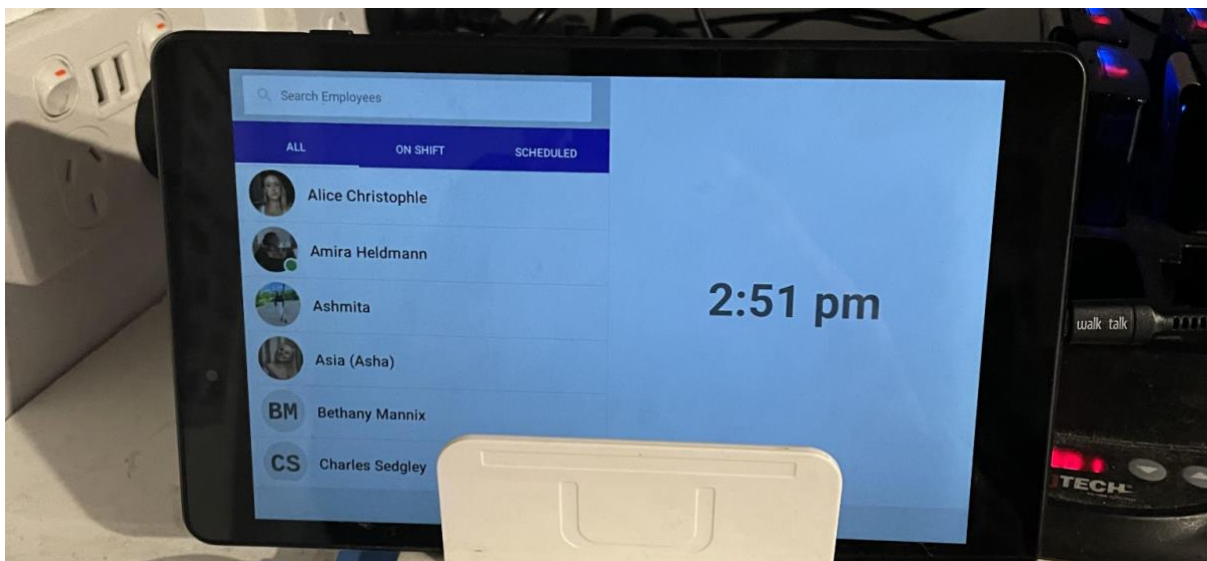 Search Employees
ALL ON SHIFT SCHEDULED
Alice Christophle
Amira Heldmann
Ashmita
Asia (Asha)
BM Bethany Mannix
CS Charles Sedgley
2:51 pm
walk talk
TECH